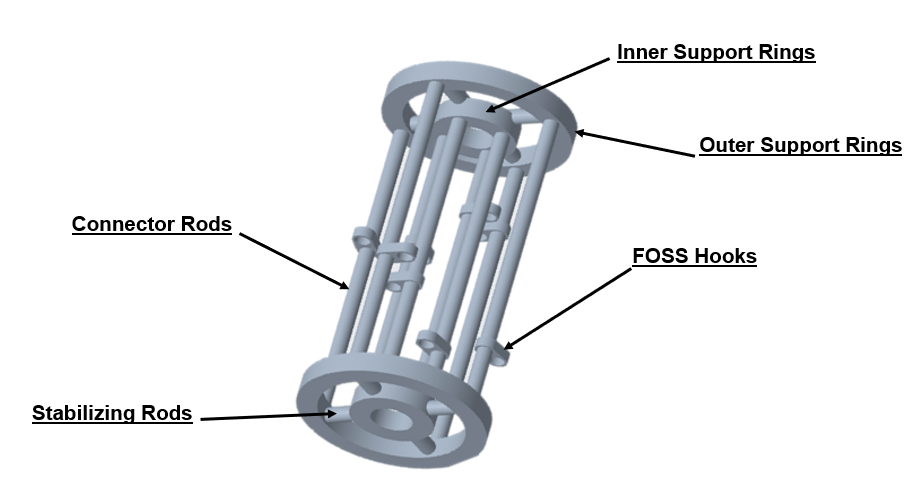 Inner Support Rings
Outer Support Rings
Connector Rods
FOSS Hooks
Stabilizing Rods